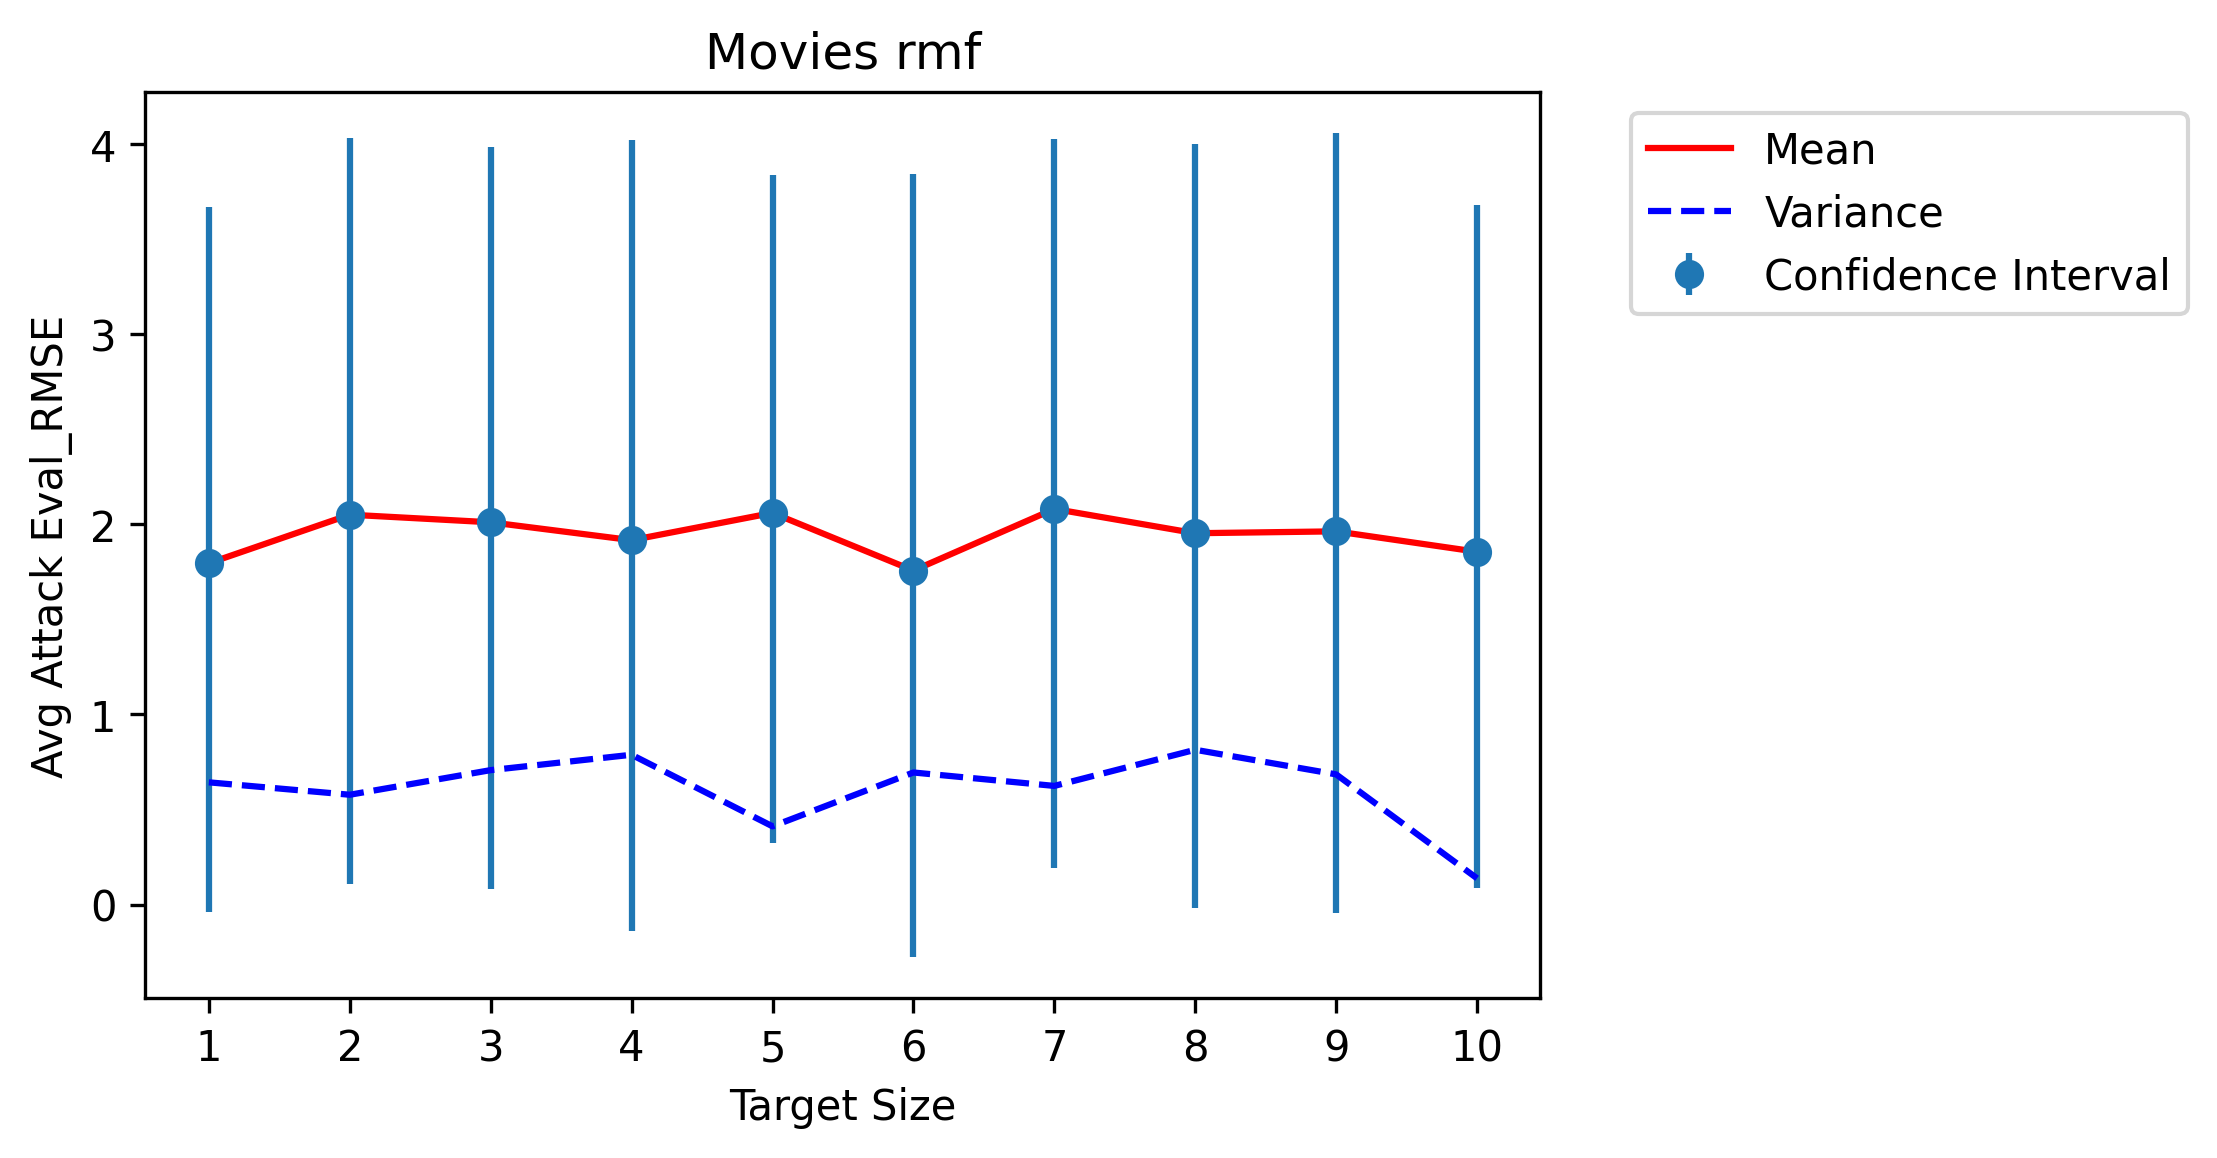 Movies rmf
Avg Attack Eval_RMSE
4
3
2
1
0
1 2 3 4 5 6 7 8 9 10
Target Size
Mean
Variance
Confidence Interval